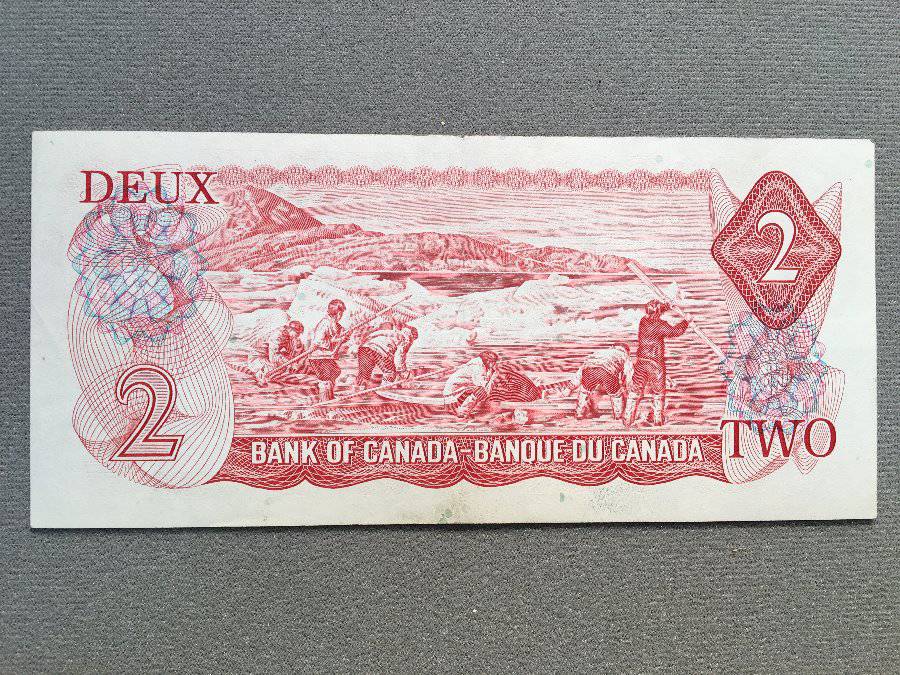 DEUX
2
2
BANK OF CANADA-BANQUE DU CANADA
TWO